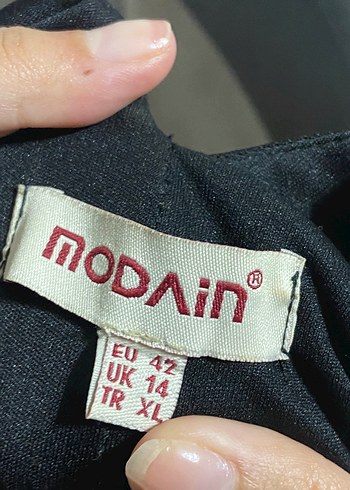 MODAiN®
EU 42
UK 14
TR XL